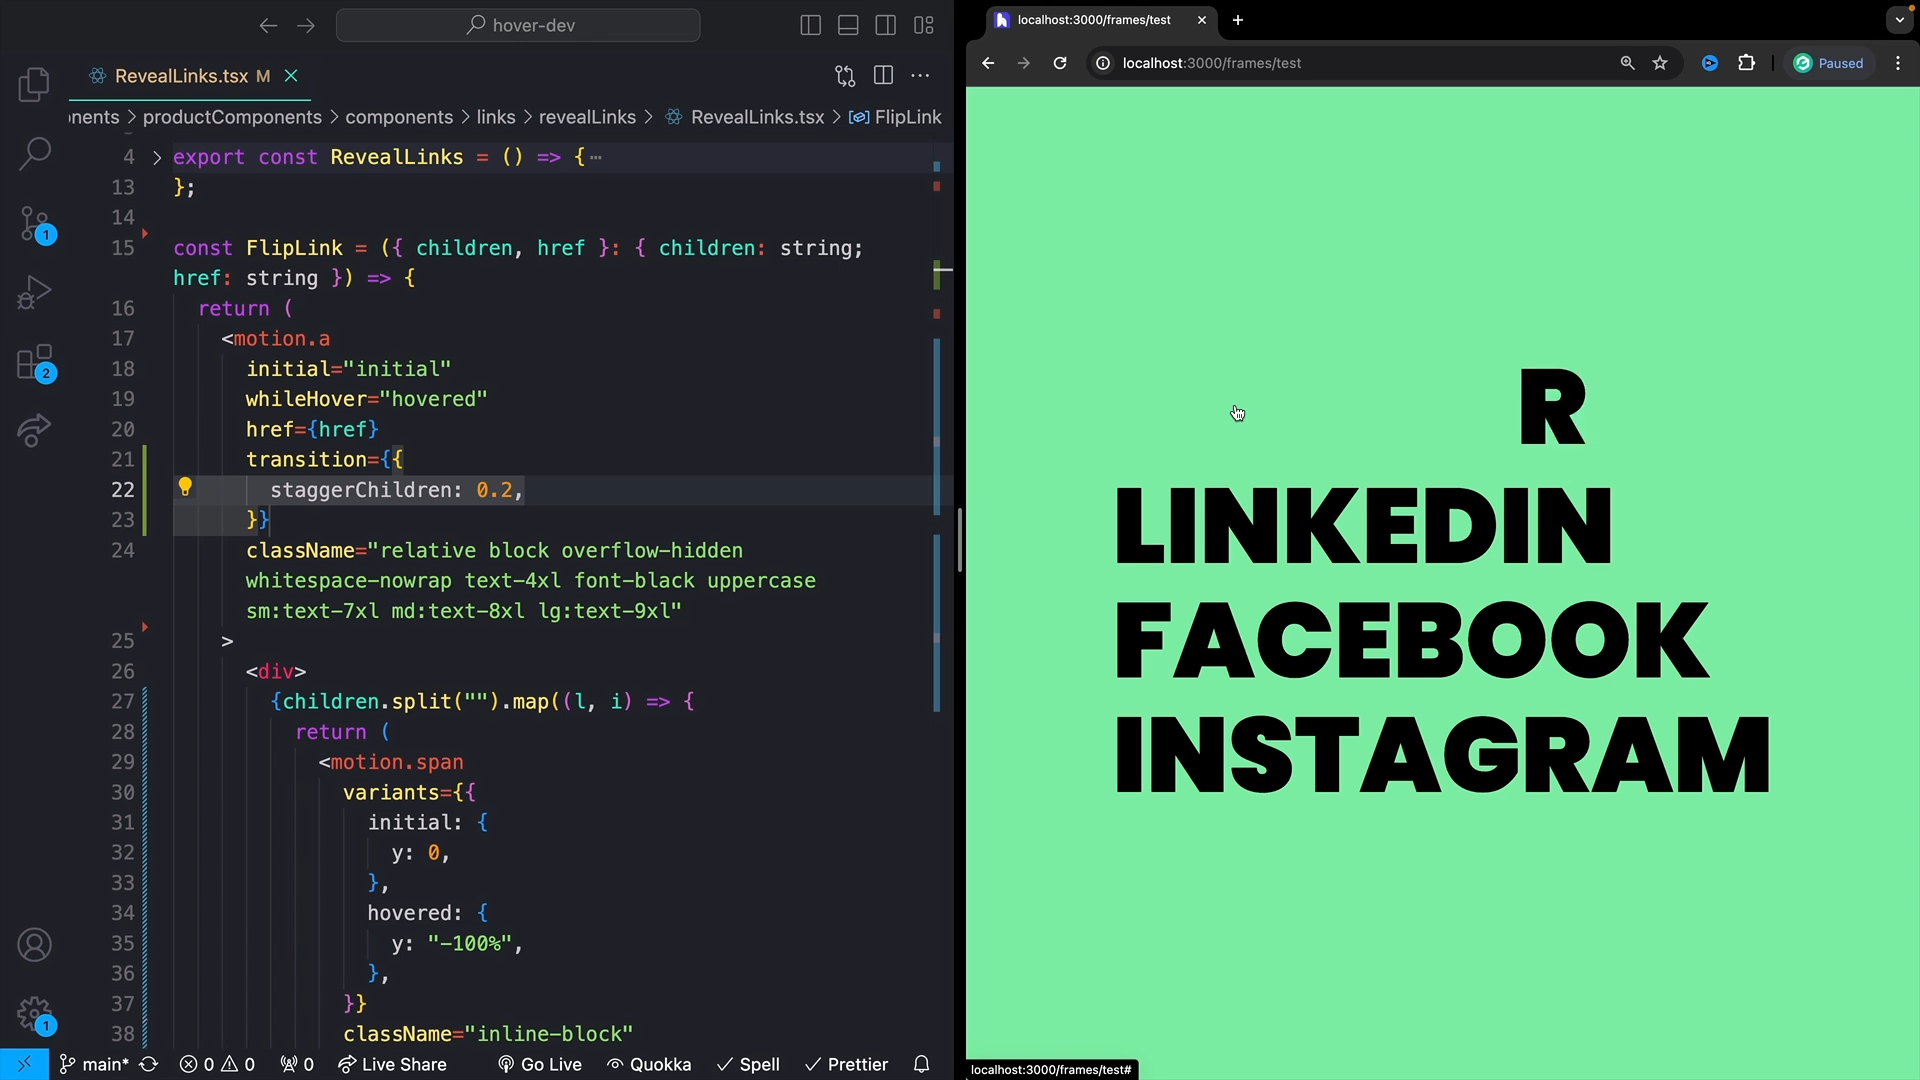 hover-dev
RevealLinks.tsx M
nents > productComponents > components > links > revealLinks > RevealLinks.tsx > FlipLink
4 export const RevealLinks = () => {⋯
13 };
14
15 const FlipLink = ({ children, href }: { children: string;
href: string }) => {
16 return (
17 <motion.a
18 initial="initial"
19 whileHover="hovered"
20 href={href}
21 transition={{
22 staggerChildren: 0.2,
23 }}
24 className="relative block overflow-hidden
whitespace-nowrap text-4xl font-black uppercase
sm:text-7xl md:text-8xl lg:text-9xl"
25 >
26 <div>
27 {children.split("").map((l, i) => {
28 return (
29 <motion.span
30 variants={{
31 initial: {
32 y: 0,
33 },
34 hovered: {
35 y: "-100%",
36 },
37 }}
38 className="inline-block"
1
2
1
main* 0 0 0 Live Share Go Live Quokka Spell Prettier
localhost:3000/frames/test
localhost:3000/frames/test
Paused
R
LINKEDIN
FACEBOOK
INSTAGRAM
localhost:3000/frames/test#